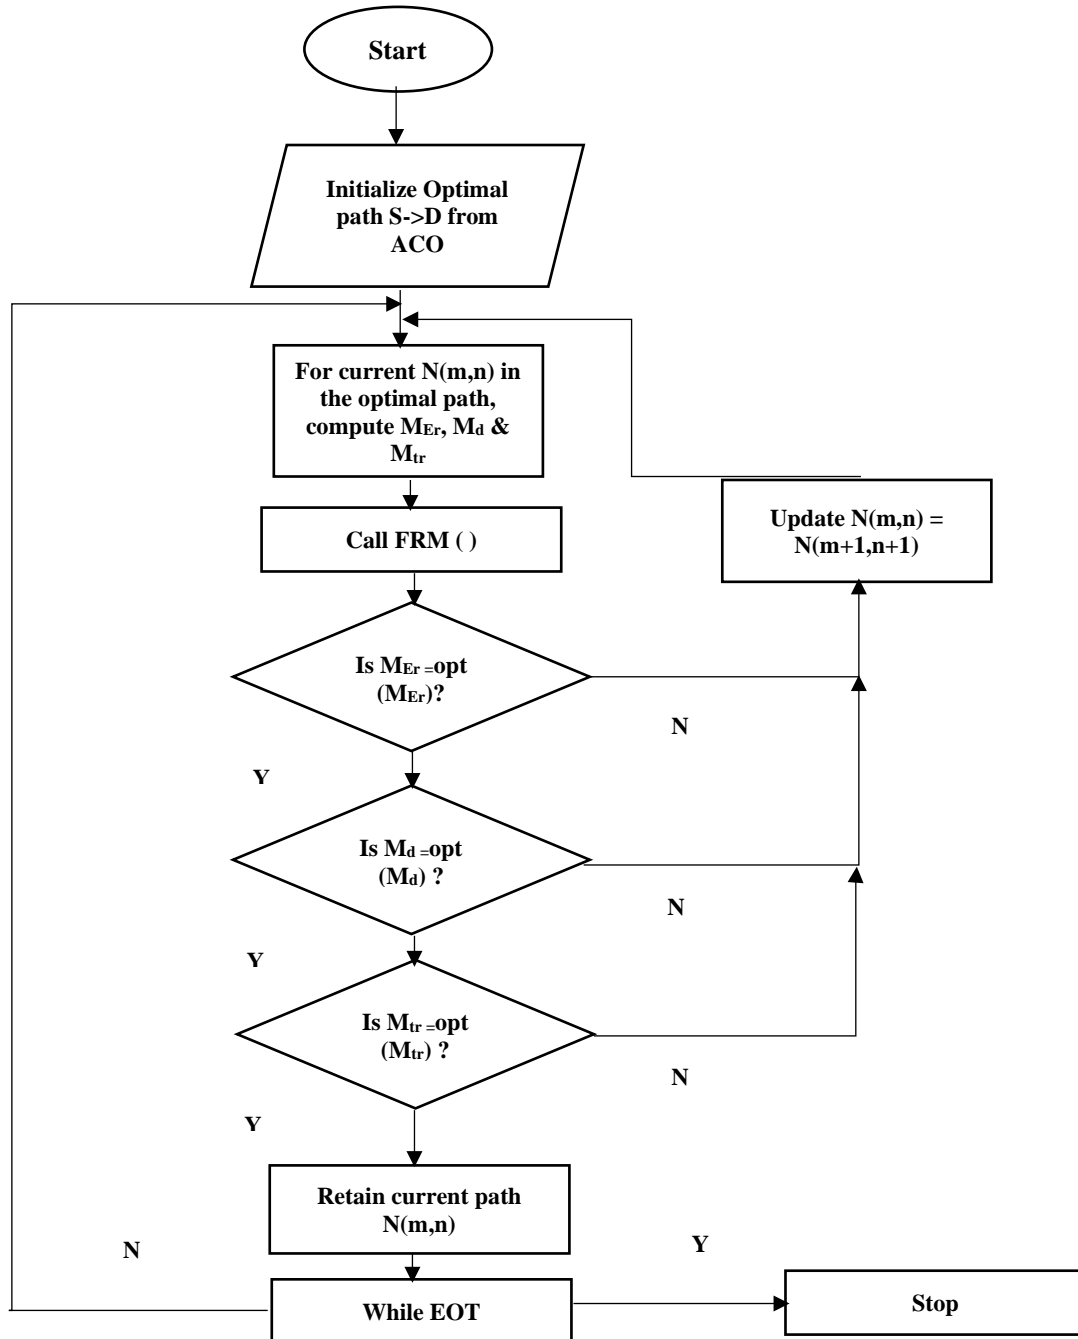 Start
Initialize Optimal
path S->D from
ACO
For current N(m,n) in
the optimal path,
compute MEr, Md &
Mtr
Update N(m,n) =
N(m+1,n+1)
Call FRM ( )
Is MEr =opt
(MEr)?
N
Y
Is Md =opt
(Md) ?
N
Y
Is Mtr =opt
(Mtr) ?
N
Y
Retain current path
N(m,n)
N
Y
While EOT
Stop